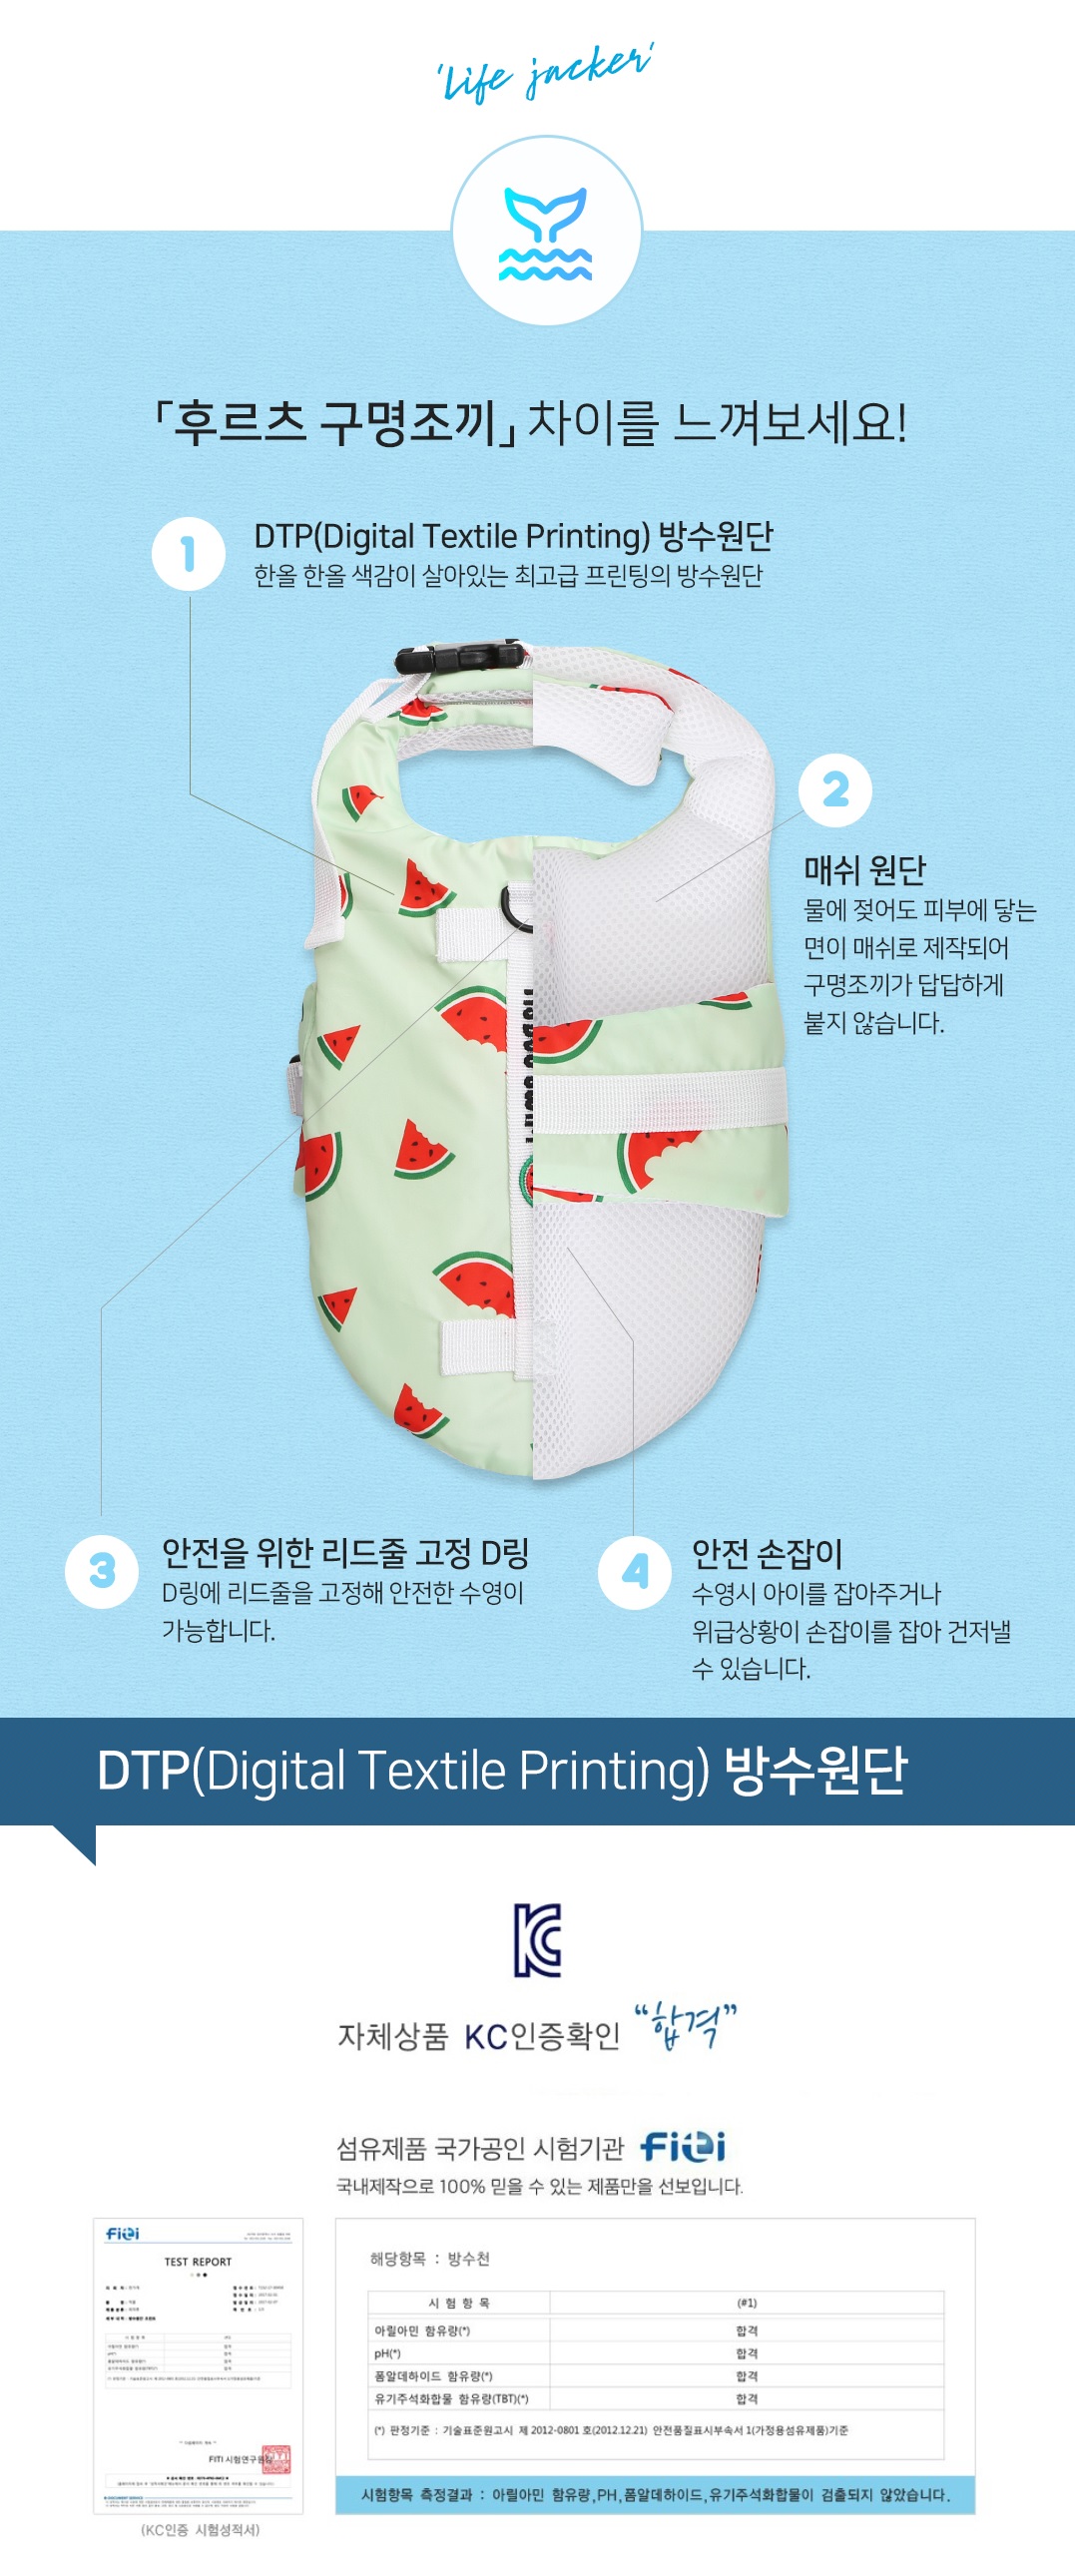 'Life jacker'
「후르츠 구명조끼」 차이를 느껴보세요!
1
DTP(Digital Textile Printing) 방수원단
한올 한올 색감이 살아있는 최고급 프린팅의 방수원단
2
매쉬 원단
물에 젖어도 피부에 닿는
면이 매쉬로 제작되어
구명조끼가 답답하게
붙지 않습니다.
3
안전을 위한 리드줄 고정 D링
D링에 리드줄을 고정해 안전한 수영이
가능합니다.
4
안전 손잡이
수영시 아이를 잡아주거나
위급상황이 손잡이를 잡아 건저낼
수 있습니다.
DTP(Digital Textile Printing) 방수원단
KC
자체상품 KC인증확인 “합격”
섬유제품 국가공인 시험기관 FiTi
국내제작으로 100% 믿을 수 있는 제품만을 선보입니다.
FiTi
TEST REPORT
FITI 시험연구원장
(KC인증 시험성적서)
해당항목 : 방수천
시 험 항 목 (#1)
아릴아민 함유량(*) 합격
pH(*) 합격
폼알데하이드 함유량(*) 합격
유기주석화합물 함유량(TBT)(*) 합격
(*) 판정기준 : 기술표준원고시 제 2012-0801 호(2012.12.21) 안전품질표시부속서 1(가정용섬유제품)기준
시험항목 측정결과 : 아릴아민 함유량,PH,폼알데하이드,유기주석화합물이 검출되지 않았습니다.